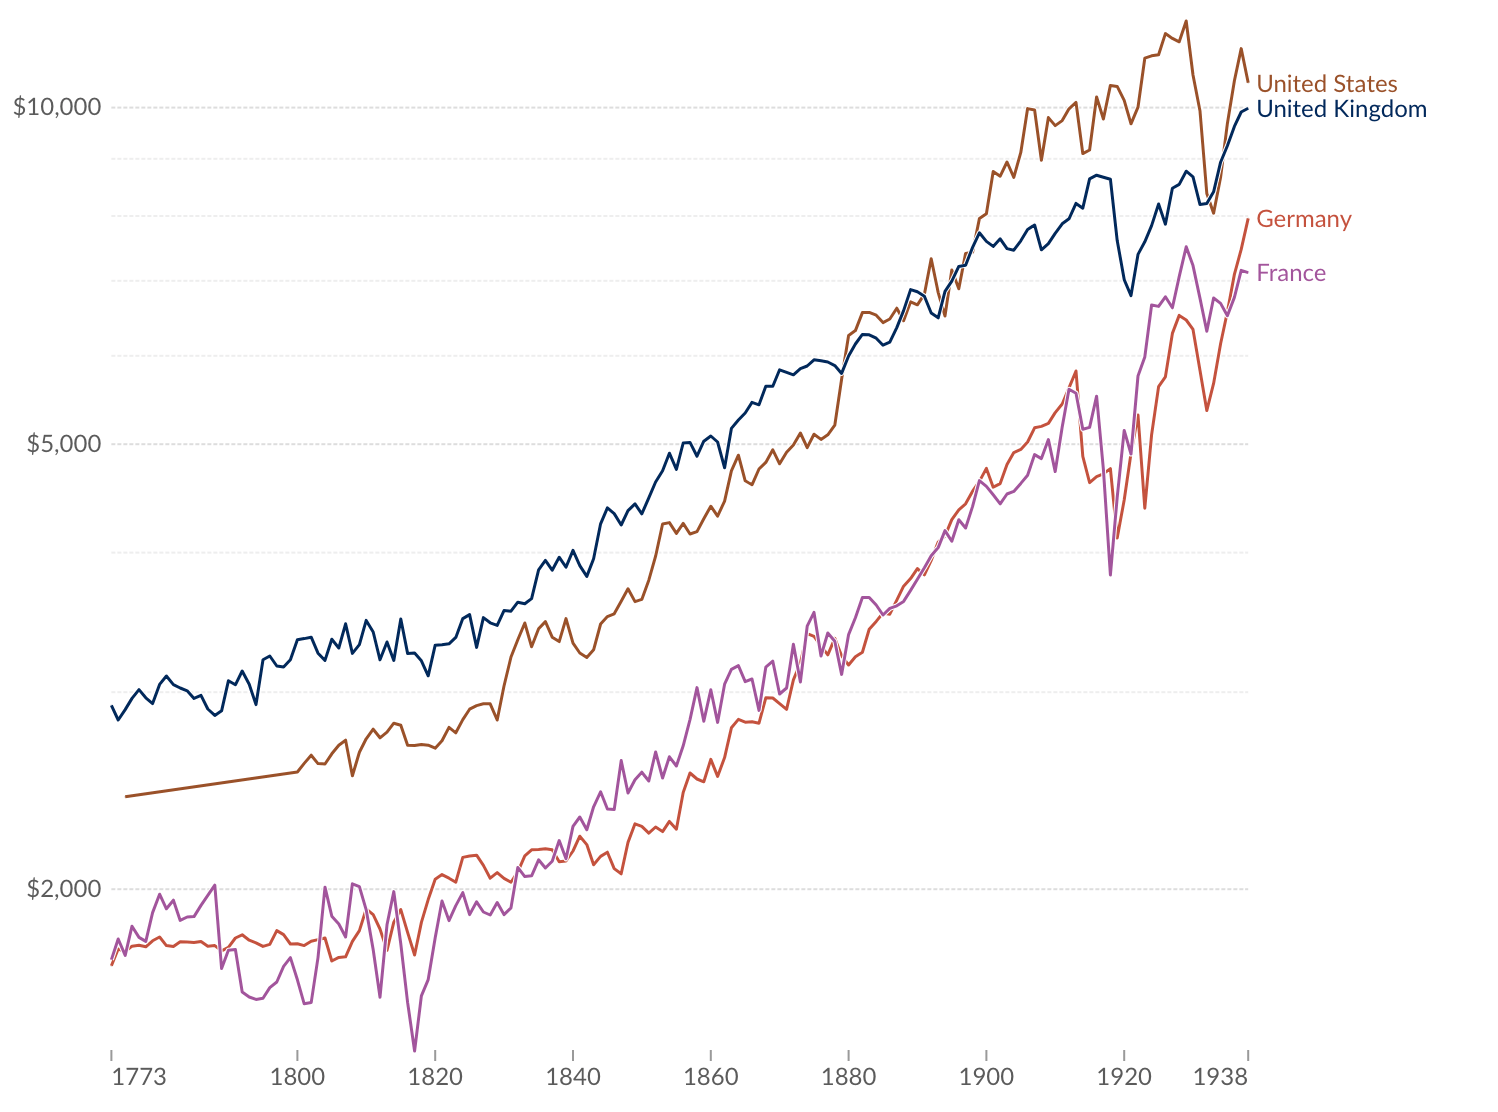 $10,000
United States
United Kingdom
Germany
France
$5,000
$2,000
1773 1800 1820 1840 1860 1880 1900 1920 1938